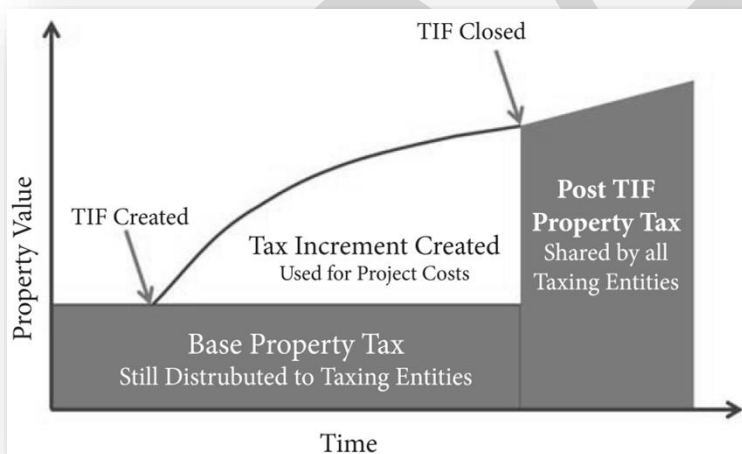 TIF Closed
TIF Created
Post TIF
Property Tax
Shared by all
Taxing Entities
Tax Increment Created
Used for Project Costs
Base Property Tax
Still Distrubuted to Taxing Entities
Property Value
Time